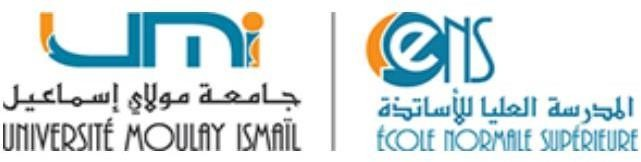 umi
جامعة مولاي إسماعيل
UNIVERSITÉ MOULAY ISMAÏL
ens
المدرسة العليا للأساتذة
ÉCOLE NORMALE SUPÉRIEURE